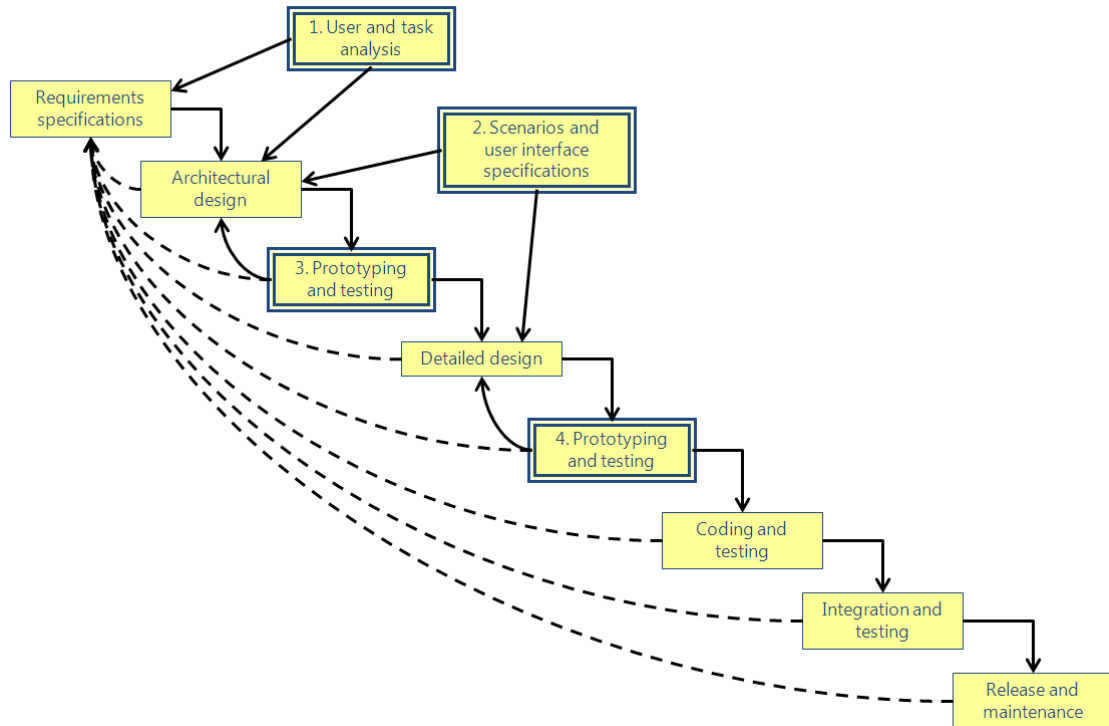 1. User and task
analysis
Requirements
specifications
2. Scenarios and
user interface
specifications
Architectural
design
3. Prototyping
and testing
Detailed design
4. Prototyping
and testing
Coding and
testing
Integration and
testing
Release and
maintenance